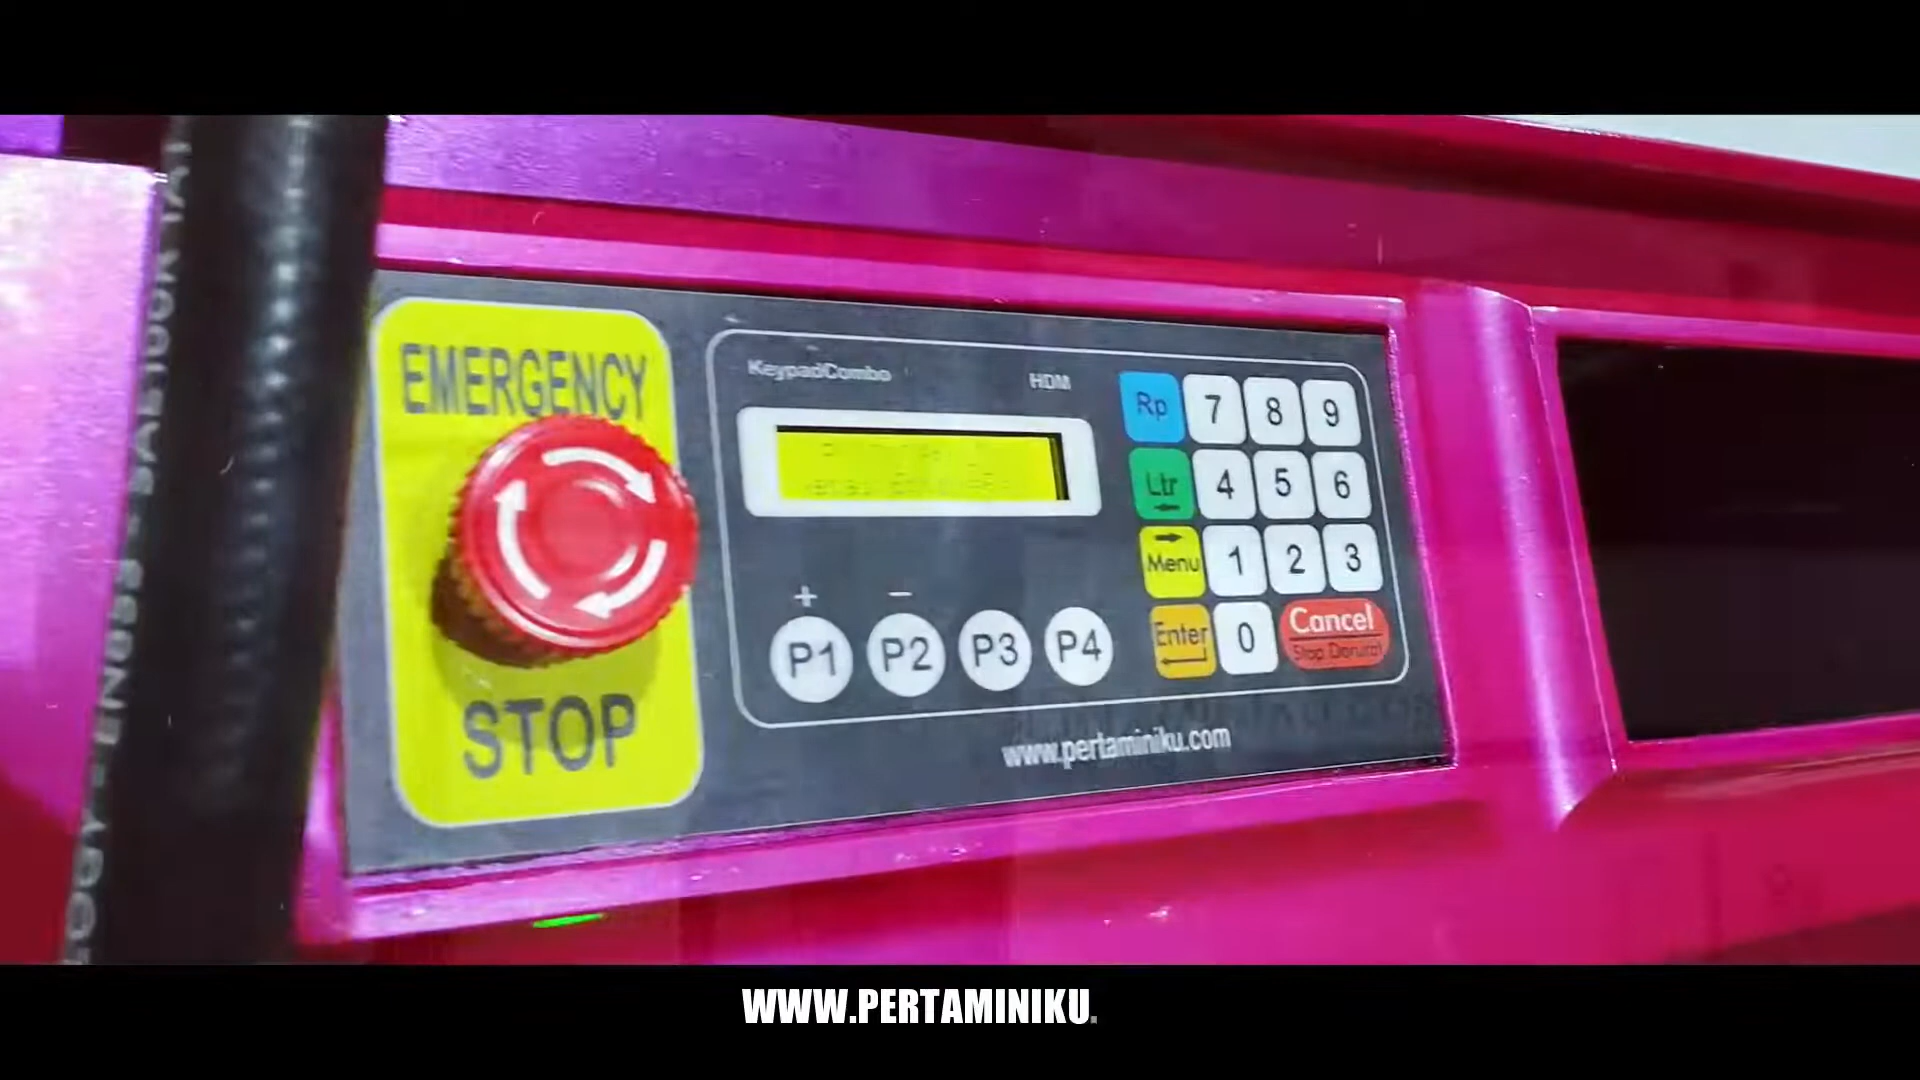 EMERGENCY
STOP
KeypadCombo
HDM
Rp 7 8 9
Ltr 4 5 6
Menu 1 2 3
Enter 0 Cancel
Stop Darurat
+ −
P1 P2 P3 P4
www.pertaminiku.com
WWW.PERTAMINIKU.